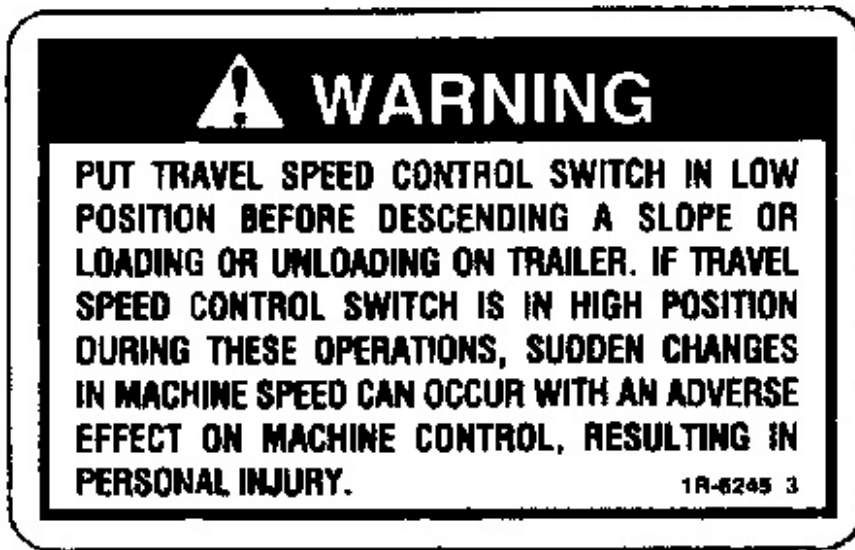 WARNING
PUT TRAVEL SPEED CONTROL SWITCH IN LOW
POSITION BEFORE DESCENDING A SLOPE OR
LOADING OR UNLOADING ON TRAILER. IF TRAVEL
SPEED CONTROL SWITCH IS IN HIGH POSITION
DURING THESE OPERATIONS, SUDDEN CHANGES
IN MACHINE SPEED CAN OCCUR WITH AN ADVERSE
EFFECT ON MACHINE CONTROL, RESULTING IN
PERSONAL INJURY. 1R-6245 3